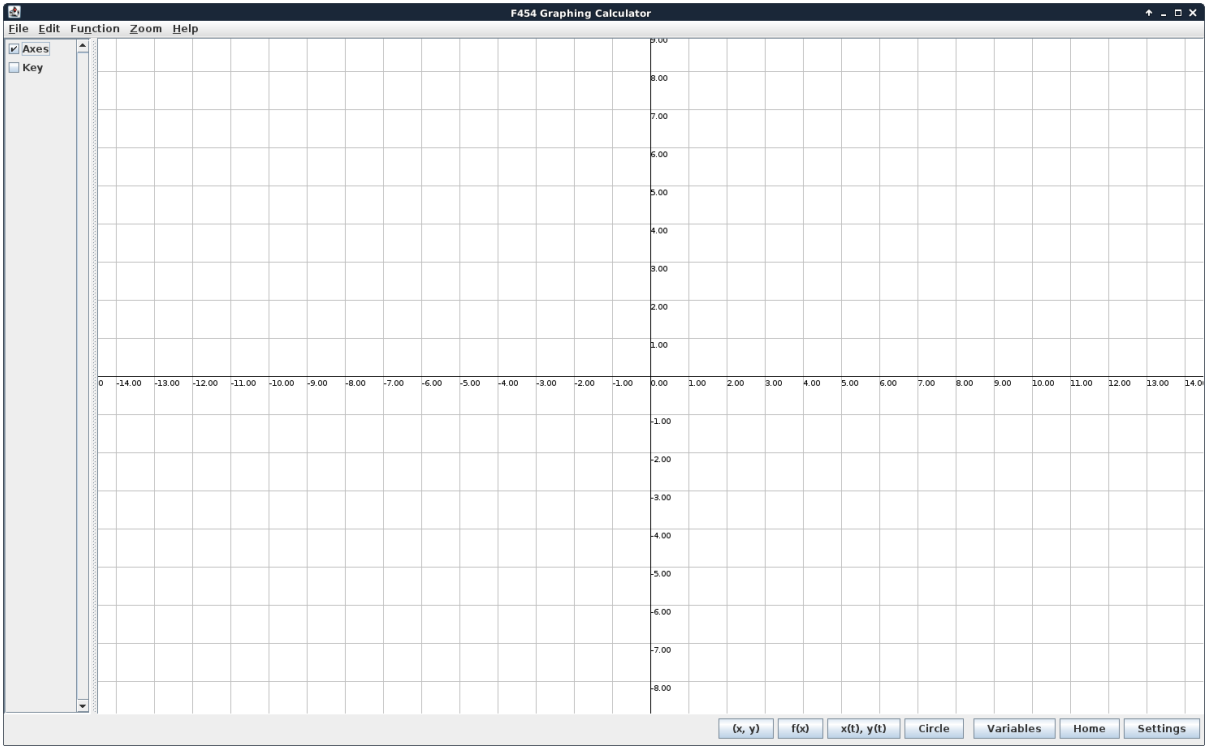 F454 Graphing Calculator
File Edit Function Zoom Help
Axes
Key
9.00
8.00
7.00
6.00
5.00
4.00
3.00
2.00
1.00
0 -14.00 -13.00 -12.00 -11.00 -10.00 -9.00 -8.00 -7.00 -6.00 -5.00 -4.00 -3.00 -2.00 -1.00 0.00 1.00 2.00 3.00 4.00 5.00 6.00 7.00 8.00 9.00 10.00 11.00 12.00 13.00 14.0
-1.00
-2.00
-3.00
-4.00
-5.00
-6.00
-7.00
-8.00
(x, y) f(x) x(t), y(t) Circle Variables Home Settings